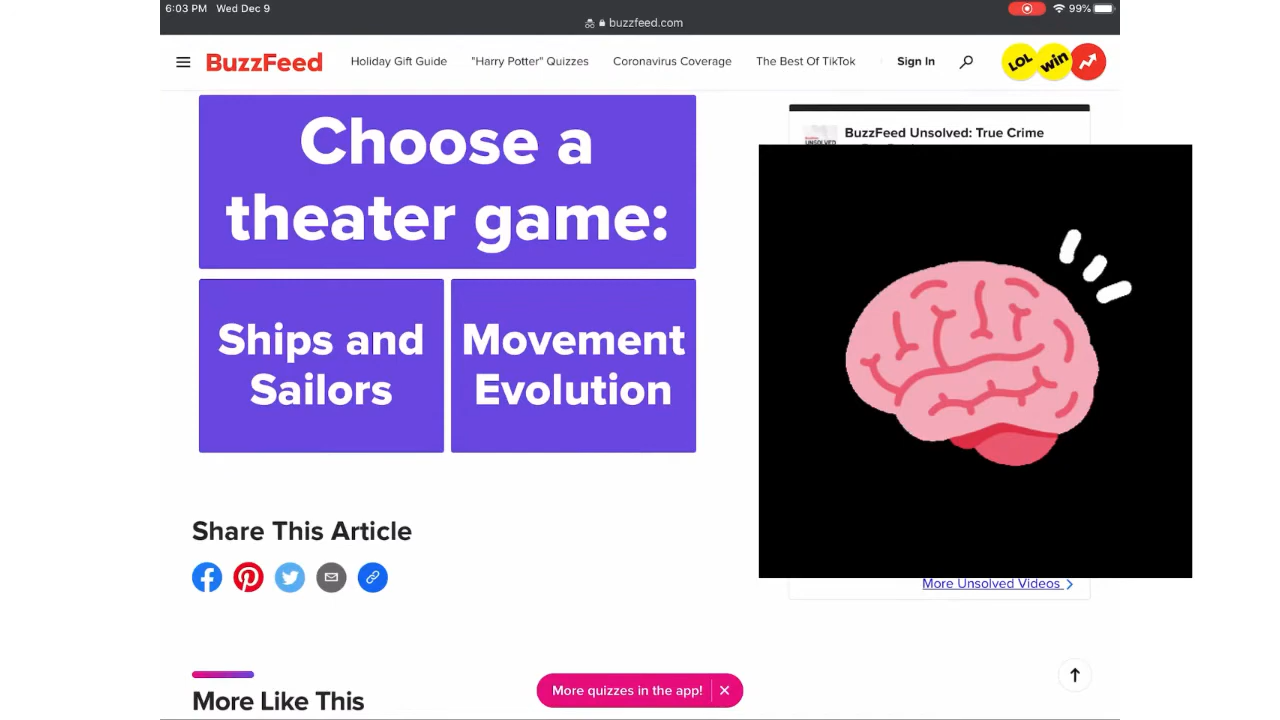 6:03 PM Wed Dec 9
99%
buzzfeed.com
BuzzFeed
Holiday Gift Guide
"Harry Potter" Quizzes
Coronavirus Coverage
The Best Of TikTok
Sign In
LOL
win
Choose a
theater game:
BuzzFeed Unsolved: True Crime
UNSOLVED
Ships and
Sailors
Movement
Evolution
Share This Article
More Unsolved Videos
More quizzes in the app!
More Like This